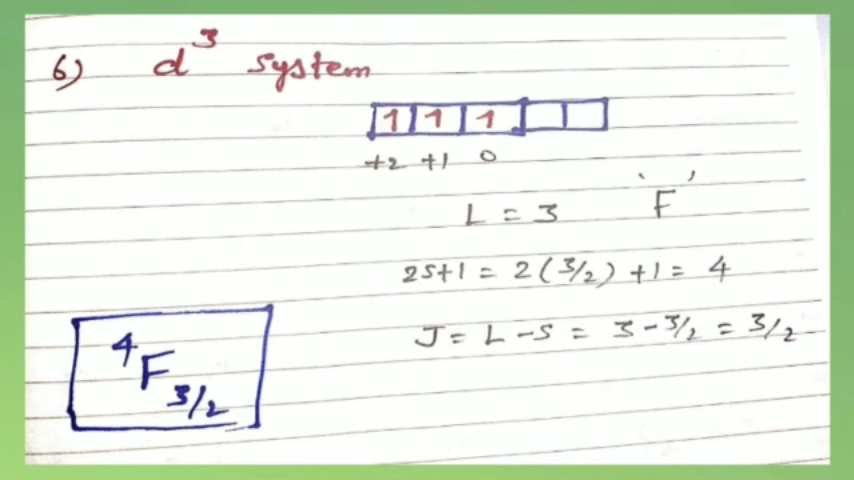 6) d³ system
1 1 1
+2 +1 0
L = 3 'F'
2S+1 = 2(3/2) +1 = 4
J = L - S = 3 - 3/2 = 3/2
⁴F₃/₂